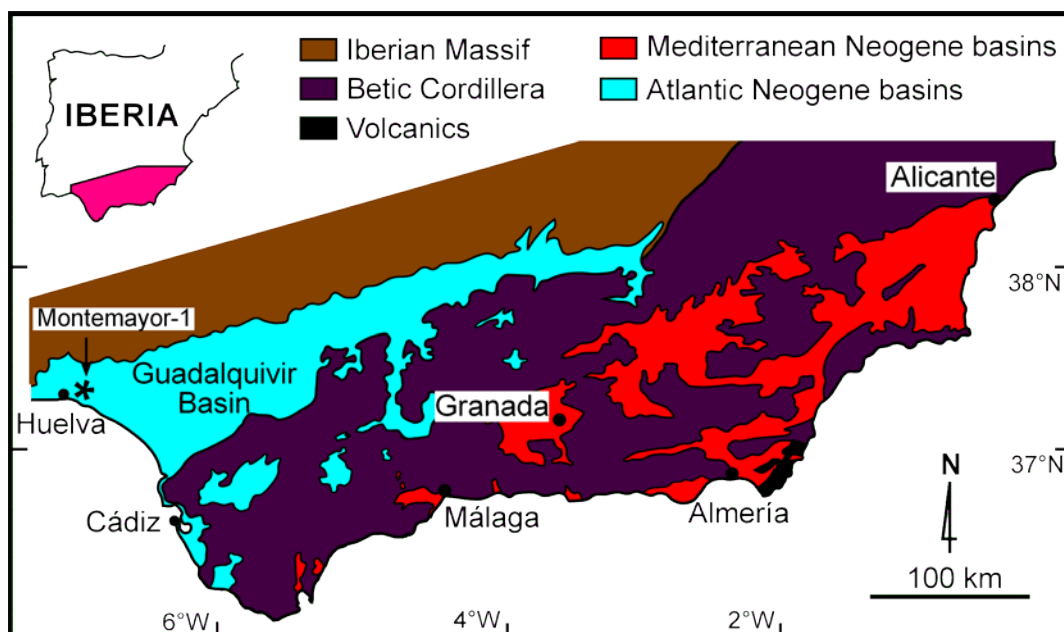 IBERIA
Iberian Massif
Betic Cordillera
Volcanics
Mediterranean Neogene basins
Atlantic Neogene basins
Alicante
38°N
Montemayor-1
Guadalquivir
Basin
Huelva
Granada
37°N
N
Cádiz
Málaga
Almería
100 km
6°W
4°W
2°W